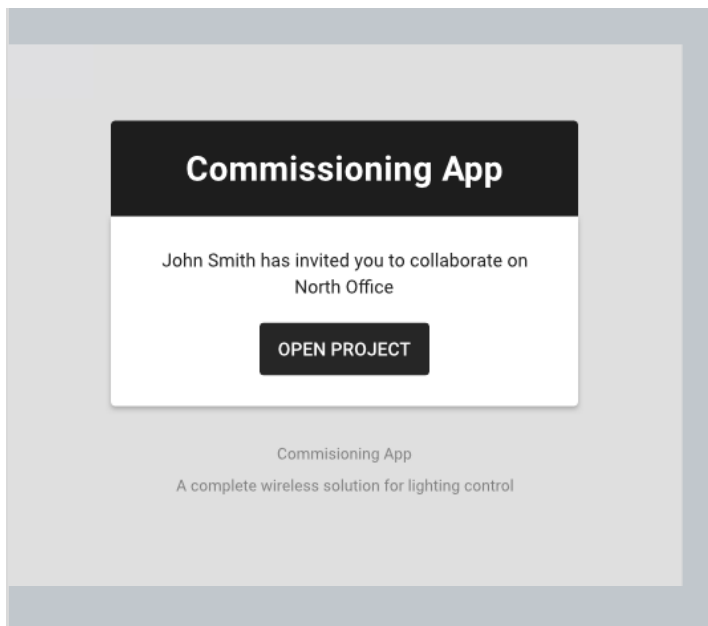 Commissioning App
John Smith has invited you to collaborate on
North Office
OPEN PROJECT
Commisioning App
A complete wireless solution for lighting control